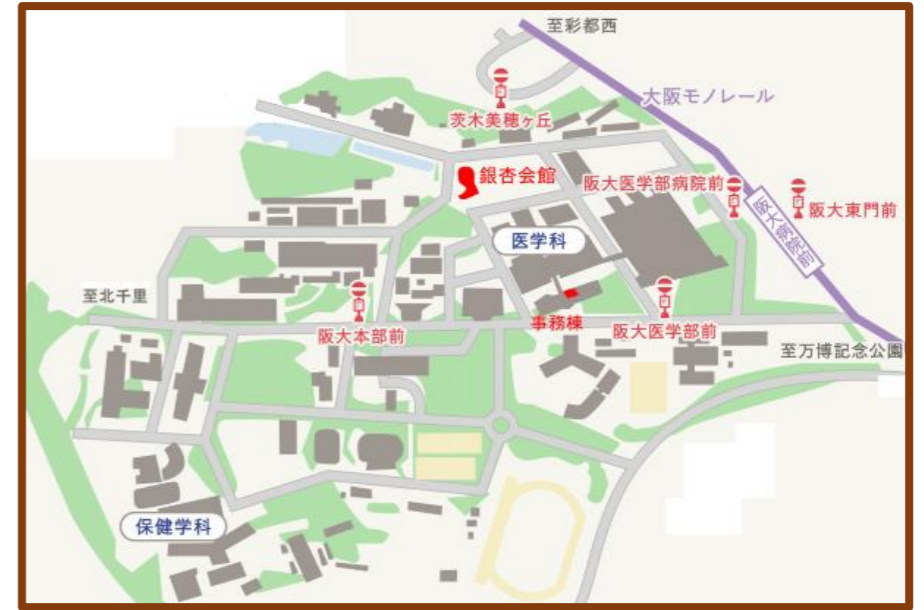 至彩都西
大阪モノレール
茨木美穂ヶ丘
銀杏会館
阪大医学部病院前
阪大東門前
阪大病院前
医学科
至北千里
阪大本部前
事務棟
阪大医学部前
至万博記念公園
保健学科